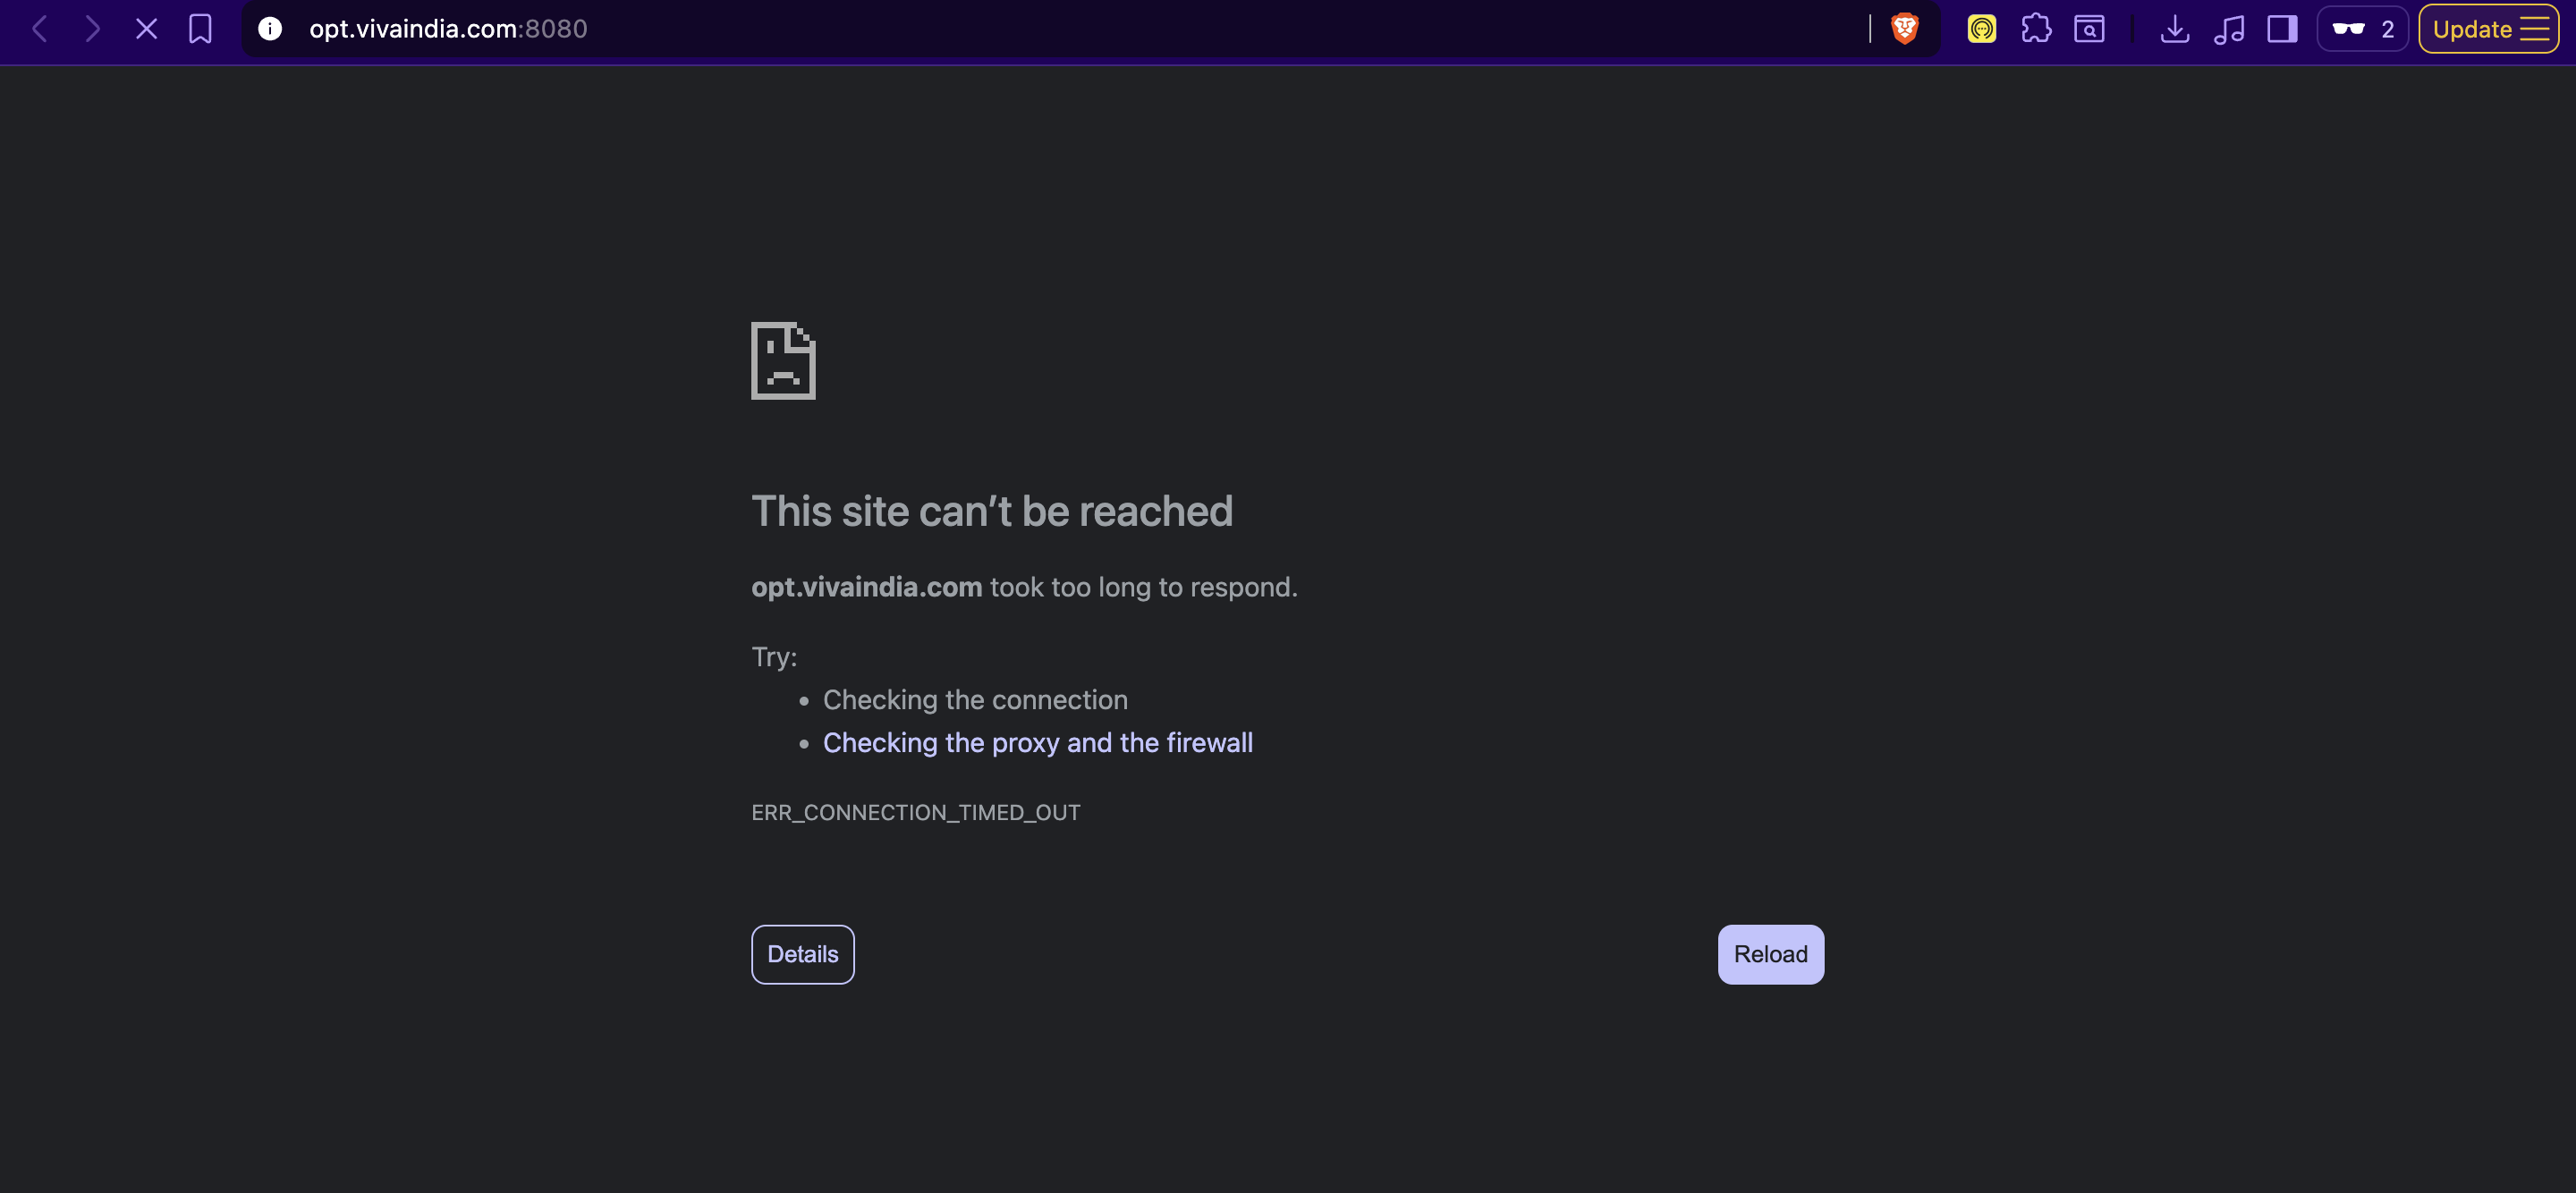 opt.vivaindia.com:8080
2
Update
This site can’t be reached
opt.vivaindia.com took too long to respond.
Try:
Checking the connection
Checking the proxy and the firewall
ERR_CONNECTION_TIMED_OUT
Details
Reload